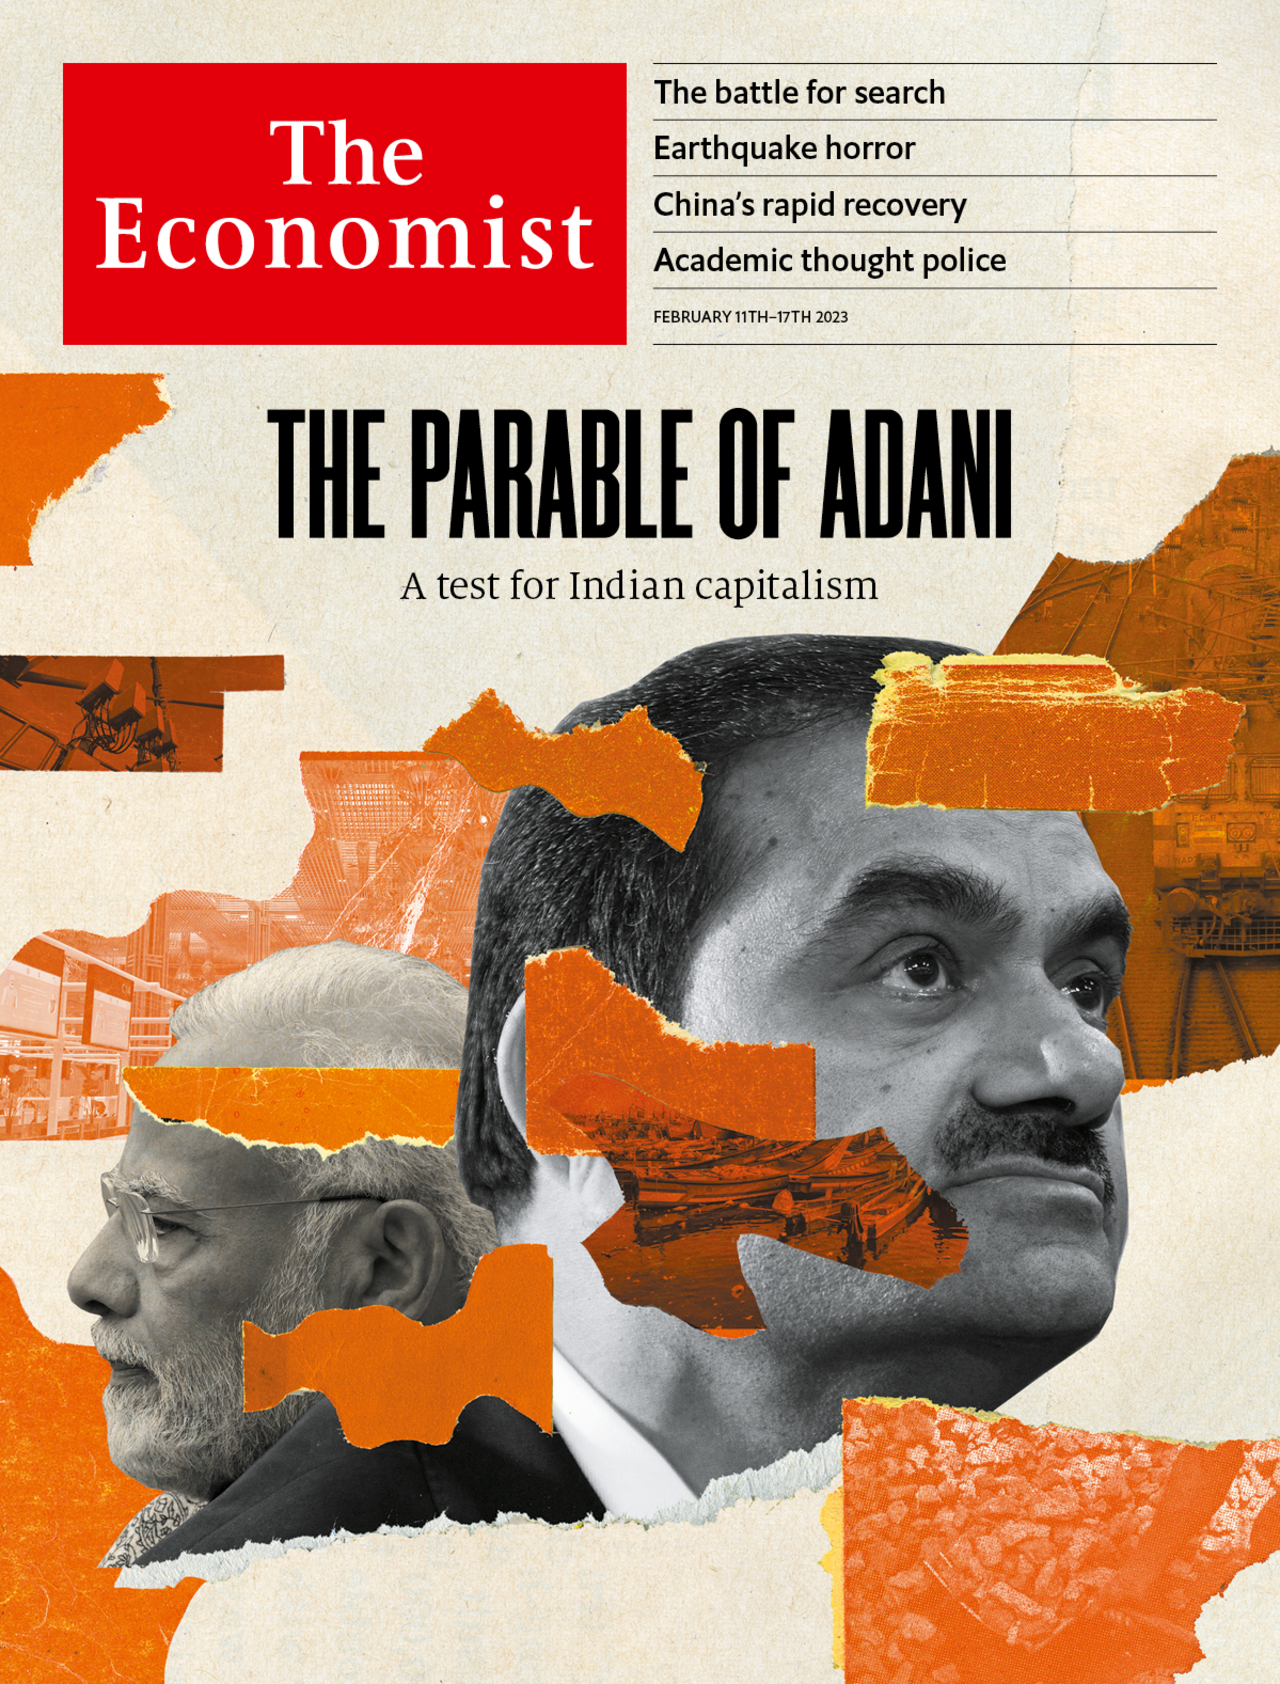 The
Economist
The battle for search
Earthquake horror
China’s rapid recovery
Academic thought police
FEBRUARY 11TH–17TH 2023
THE PARABLE OF ADANI
A test for Indian capitalism